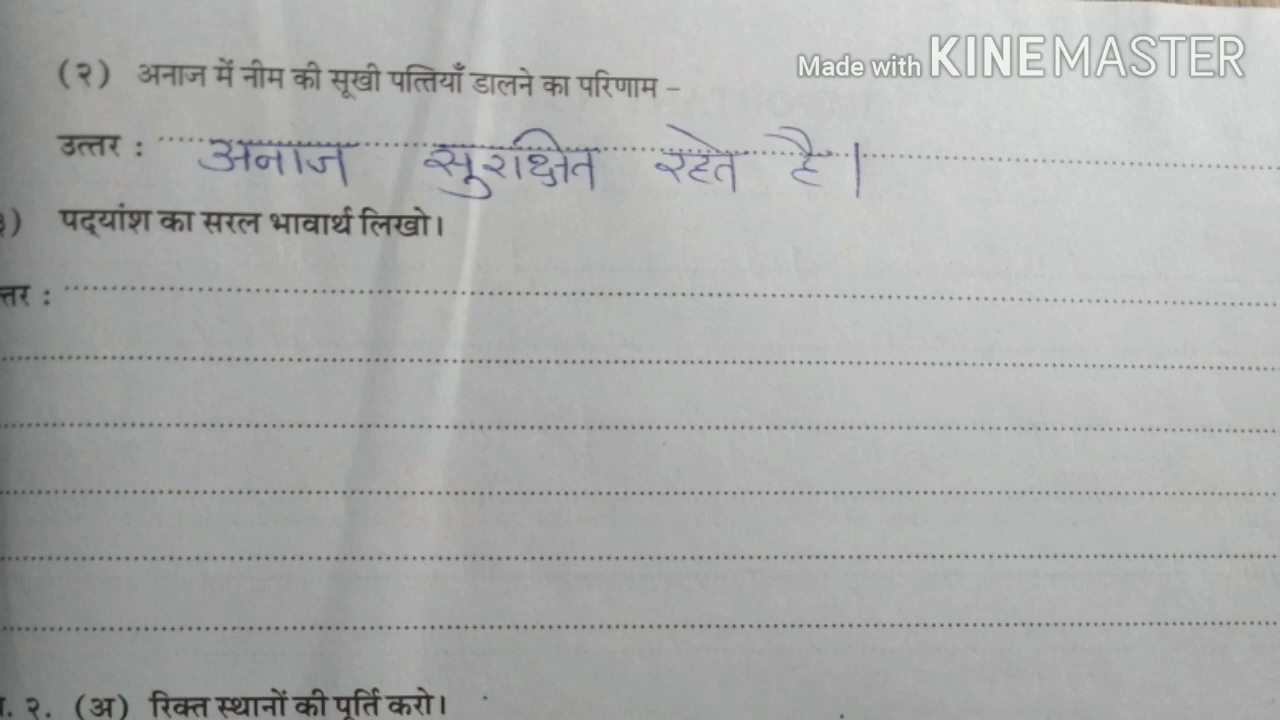 Made with KINEMASTER
(२) अनाज में नीम की सूखी पत्तियाँ डालने का परिणाम -
उत्तर : अनाज सुरक्षित रहते है।
) पद्यांश का सरल भावार्थ लिखो।
त्तर :
. २. (अ) रिक्त स्थानों की पूर्ति करो।